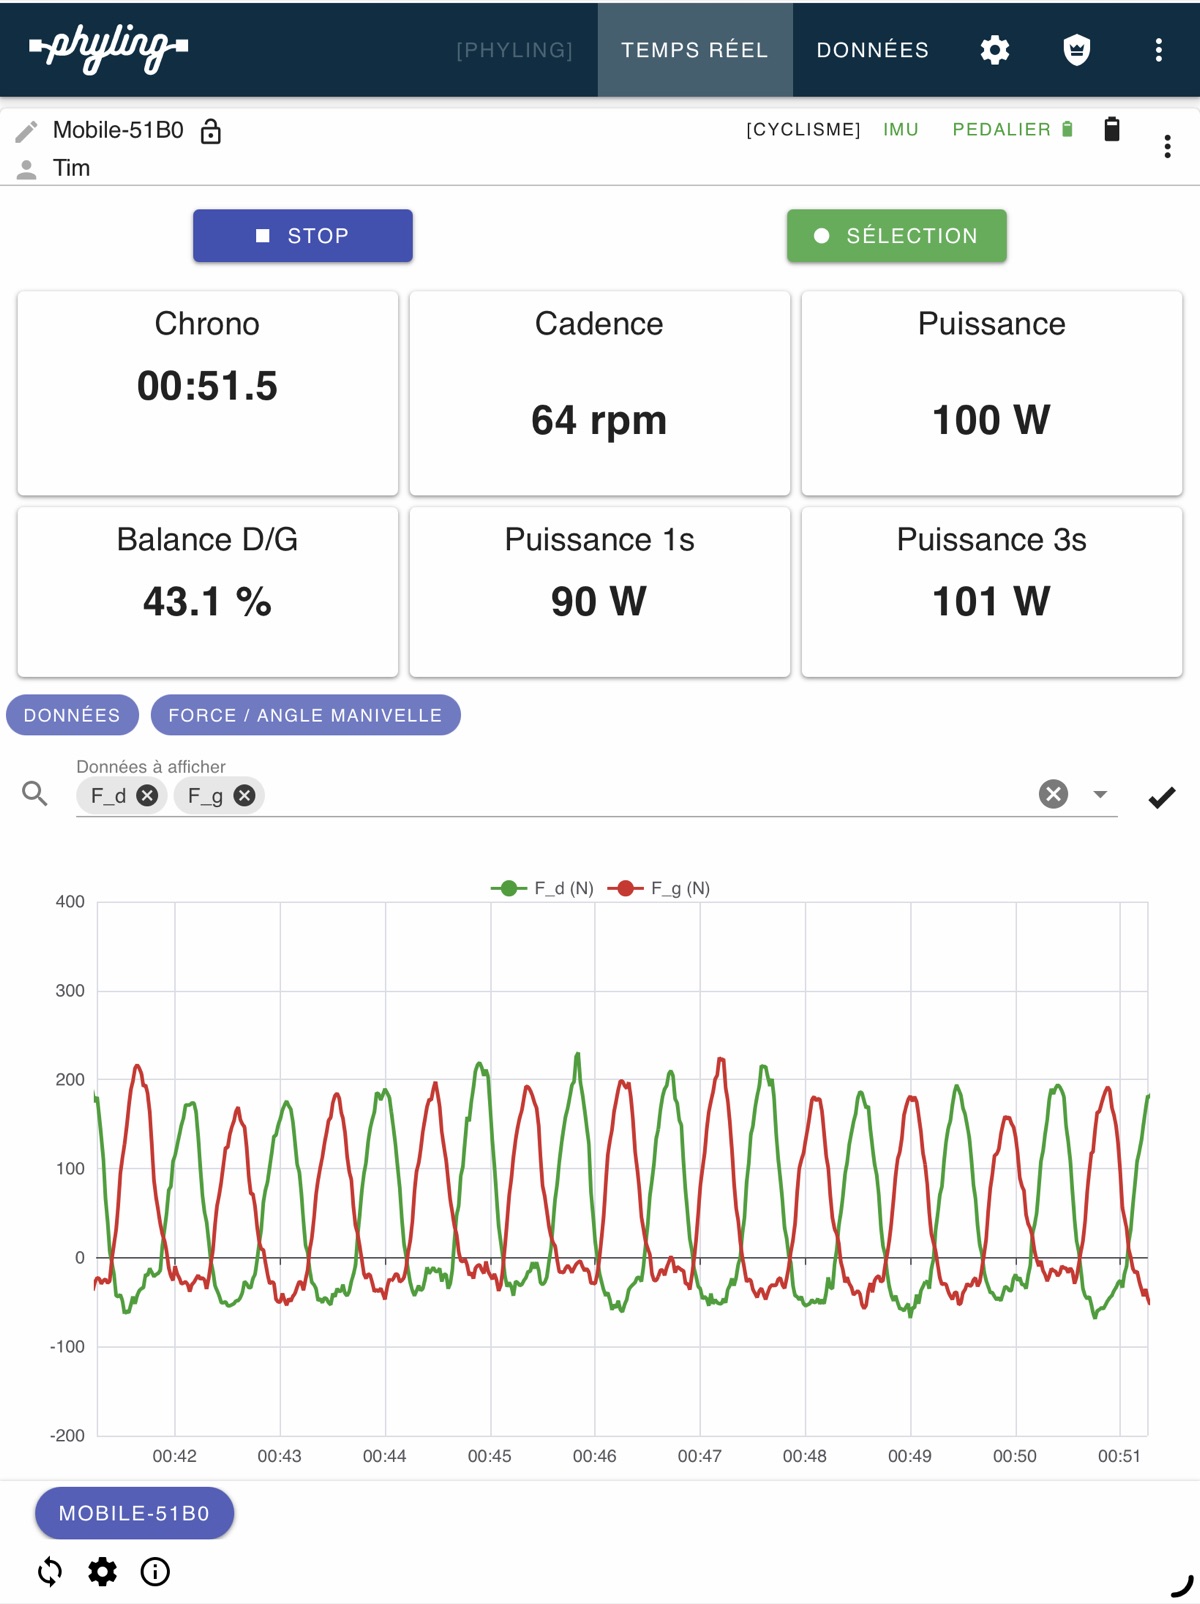 phyling
[PHYLING] TEMPS RÉEL DONNÉES
Mobile-51B0 [CYCLISME] IMU PEDALIER
Tim
STOP SÉLECTION
Chrono Cadence Puissance
00:51.5 64 rpm 100 W
Balance D/G Puissance 1s Puissance 3s
43.1 % 90 W 101 W
DONNÉES FORCE / ANGLE MANIVELLE
Données à afficher
F_d F_g
F_d (N) F_g (N)
400
300
200
100
0
-100
-200
00:42 00:43 00:44 00:45 00:46 00:47 00:48 00:49 00:50 00:51
MOBILE-51B0